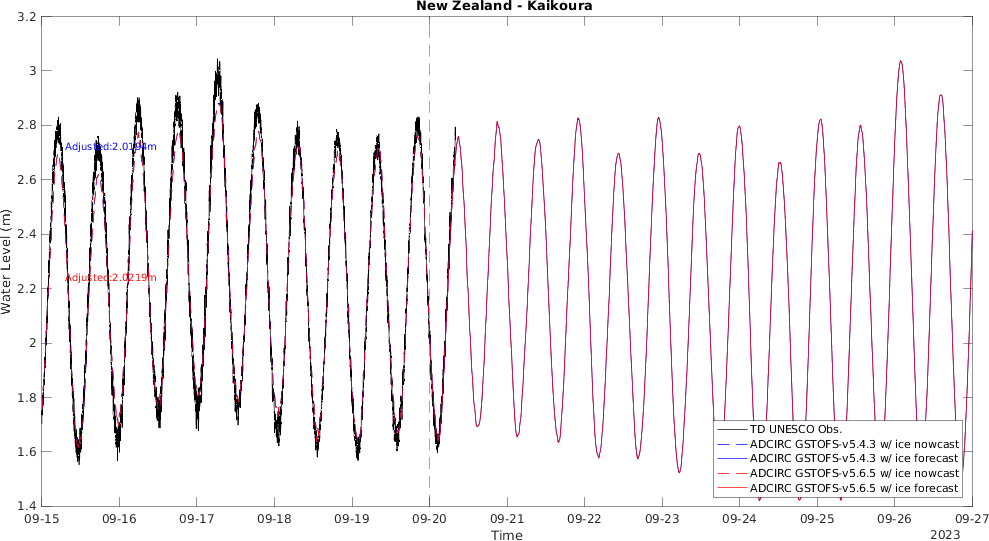 New Zealand - Kaikoura
Water Level (m)
3.2
3
2.8
2.6
2.4
2.2
2
1.8
1.6
1.4
Adjusted:2.0194m
Adjusted:2.0219m
TD UNESCO Obs.
ADCIRC GSTOFS-v5.4.3 w/ ice nowcast
ADCIRC GSTOFS-v5.4.3 w/ ice forecast
ADCIRC GSTOFS-v5.6.5 w/ ice nowcast
ADCIRC GSTOFS-v5.6.5 w/ ice forecast
09-15 09-16 09-17 09-18 09-19 09-20 09-21 09-22 09-23 09-24 09-25 09-26 09-27
Time
2023